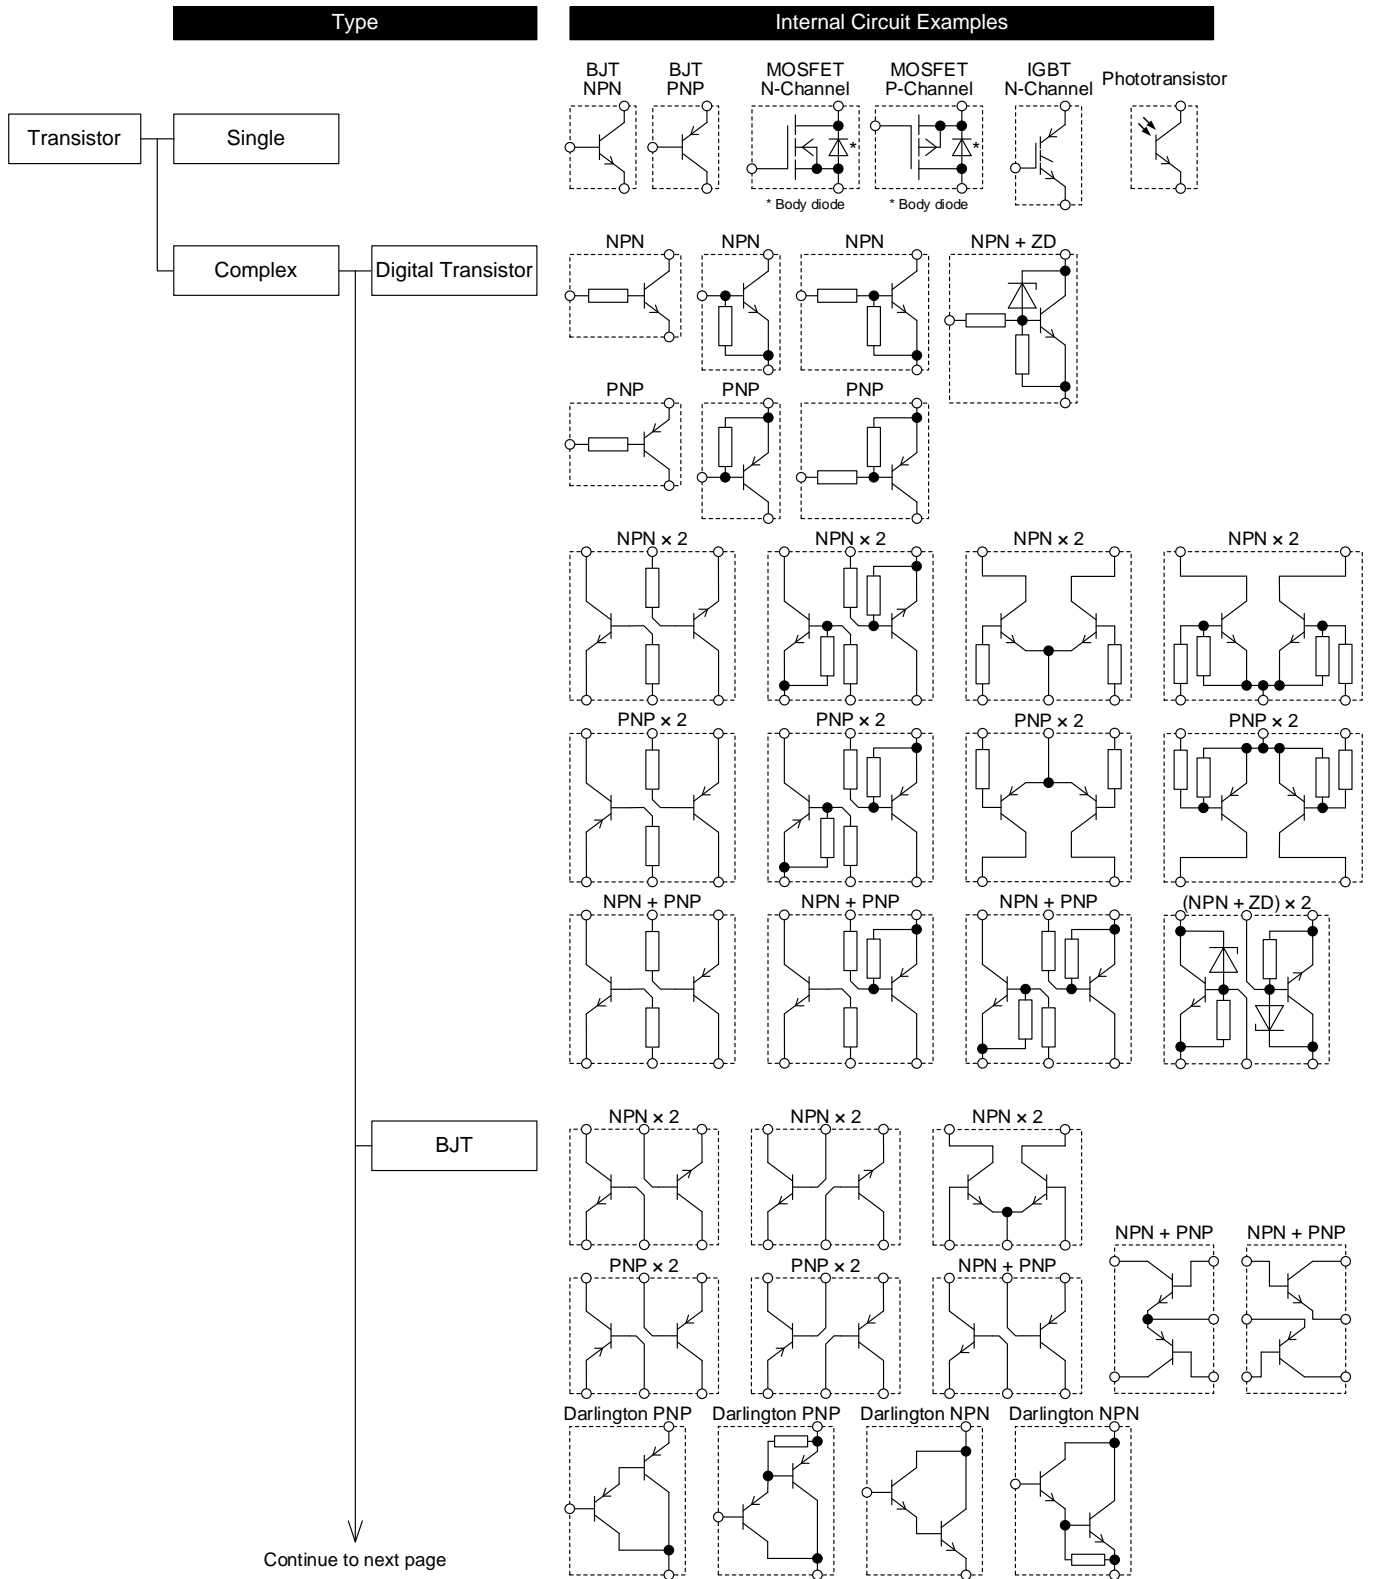 Type
Internal Circuit Examples
BJT
NPN
BJT
PNP
MOSFET
N-Channel
MOSFET
P-Channel
IGBT
N-Channel
Phototransistor
Transistor
Single
*
*
* Body diode
* Body diode
Complex
Digital Transistor
NPN
NPN
NPN
NPN + ZD
PNP
PNP
PNP
NPN × 2
NPN × 2
NPN × 2
NPN × 2
PNP × 2
PNP × 2
PNP × 2
PNP × 2
NPN + PNP
NPN + PNP
NPN + PNP
(NPN + ZD) × 2
BJT
NPN × 2
NPN × 2
NPN × 2
NPN + PNP
NPN + PNP
PNP × 2
PNP × 2
NPN + PNP
Darlington PNP
Darlington PNP
Darlington NPN
Darlington NPN
Continue to next page